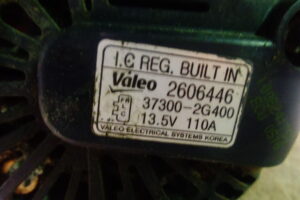 I.C REG. BUILT IN
Valeo 2606446
37300-2G400
13.5V 110A
VALEO ELECTRICAL SYSTEMS KOREA